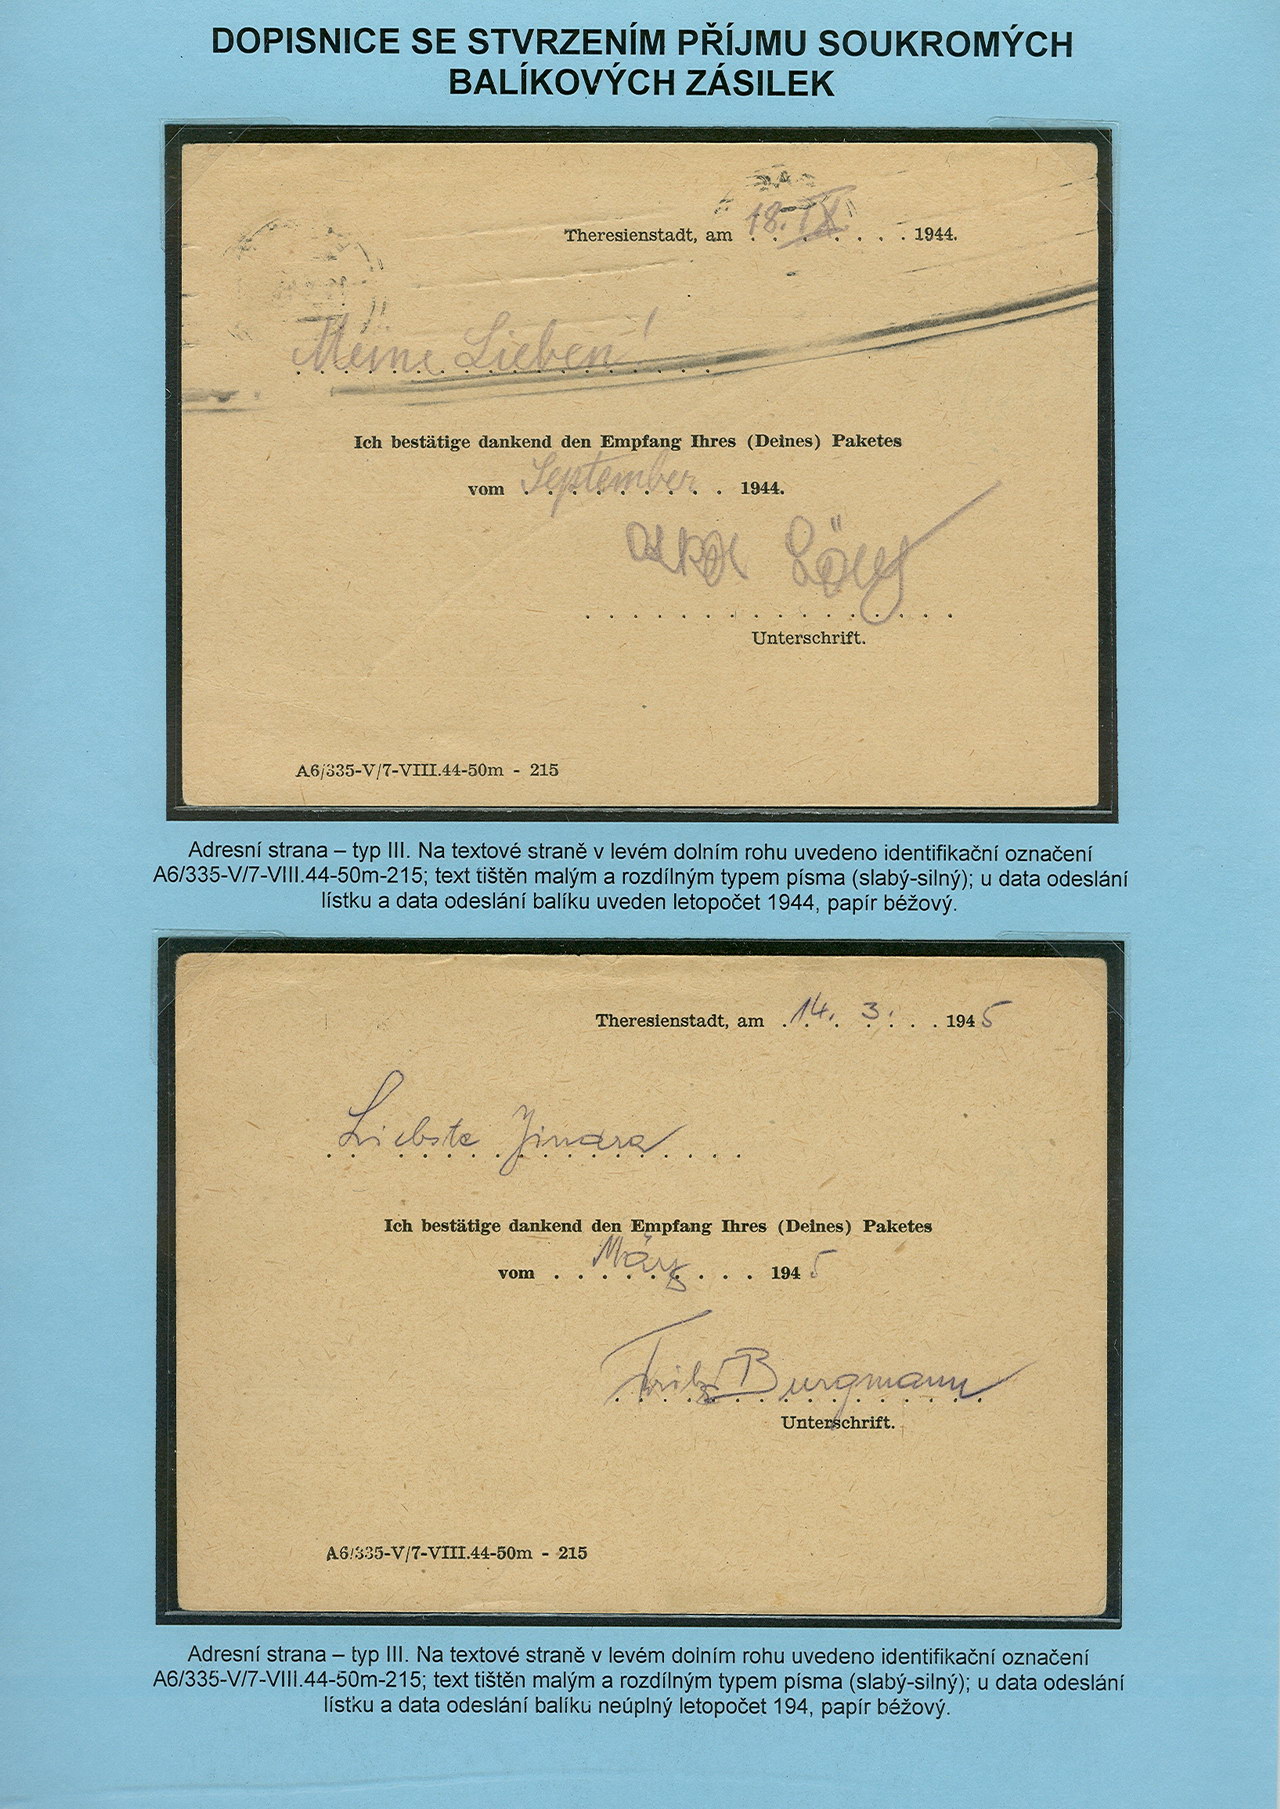 DOPISNICE SE STVRZENÍM PŘÍJMU SOUKROMÝCH
BALÍKOVÝCH ZÁSILEK
Theresienstadt, am 18. IX. . . . . 1944.
Meine Lieben!
Ich bestätige dankend den Empfang Ihres (Deines) Paketes
vom September 1944.
Löwy
Unterschrift.
A6/335-V/7-VIII.44-50m - 215
Adresní strana – typ III. Na textové straně v levém dolním rohu uvedeno identifikační označení
A6/335-V/7-VIII.44-50m-215; text tištěn malým a rozdílným typem písma (slabý-silný); u data odeslání
lístku a data odeslání balíku uveden letopočet 1944, papír béžový.
Theresienstadt, am 14. 3. . . . . 1945
Liebste Jindra
Ich bestätige dankend den Empfang Ihres (Deines) Paketes
vom März 1945
Fritz Burgmann
Unterschrift.
A6/335-V/7-VIII.44-50m - 215
Adresní strana – typ III. Na textové straně v levém dolním rohu uvedeno identifikační označení
A6/335-V/7-VIII.44-50m-215; text tištěn malým a rozdílným typem písma (slabý-silný); u data odeslání
lístku a data odeslání balíku neúplný letopočet 194, papír béžový.